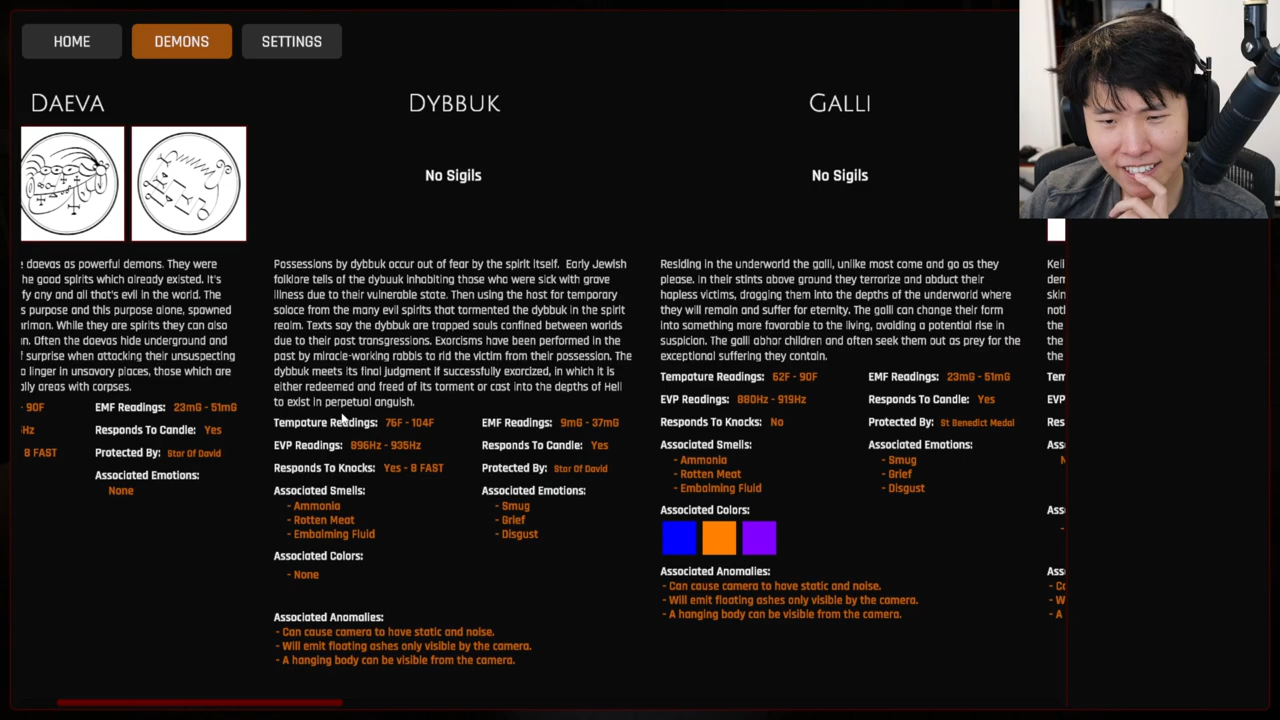 HOME
DEMONS
SETTINGS
DAEVA
daevas as powerful demons. They were
he good spirits which already existed. It's
fy any and all that's evil in the world. The
s purpose and this purpose alone, spawned
riman. While they are spirits they can also
n. Often the daevas hide underground and
f surprise when attacking their unsuspecting
a linger in unsavory places, those which are
ally areas with corpses.
- 90F
EMF Readings: 23mG - 51mG
Hz
Responds To Candle: Yes
8 FAST
Protected By: Star Of David
Associated Emotions:
None
DYBBUK
No Sigils
Possessions by dybbuk occur out of fear by the spirit itself. Early Jewish
folklore tells of the dybuuk inhabiting those who were sick with grave
illness due to their vulnerable state. Then using the host for temporary
solace from the many evil spirits that tormented the dybbuk in the spirit
realm. Texts say the dybbuk are trapped souls confined between worlds
due to their past transgressions. Exorcisms have been performed in the
past by miracle-working rabbis to rid the victim from their possession. The
dybbuk meets its final judgment if successfully exorcized, in which it is
either redeemed and freed of its torment or cast into the depths of Hell
to exist in perpetual anguish.
Tempature Readings: 76F - 104F
EMF Readings: 9mG - 37mG
EVP Readings: 896Hz - 935Hz
Responds To Candle: Yes
Responds To Knocks: Yes - 8 FAST
Protected By: Star Of David
Associated Smells:
- Ammonia
- Rotten Meat
- Embalming Fluid
Associated Emotions:
- Smug
- Grief
- Disgust
Associated Colors:
- None
Associated Anomalies:
- Can cause camera to have static and noise.
- Will emit floating ashes only visible by the camera.
- A hanging body can be visible from the camera.
GALLI
No Sigils
Residing in the underworld the galli, unlike most come and go as they
please. In their stints above ground they terrorize and abduct their
hapless victims, dragging them into the depths of the underworld where
they will remain and suffer for eternity. The galli can change their form
into something more favorable to the living, avoiding a potential rise in
suspicion. The galli abhor children and often seek them out as prey for the
exceptional suffering they contain.
Tempature Readings: 62F - 90F
EMF Readings: 23mG - 51mG
EVP Readings: 880Hz - 919Hz
Responds To Candle: Yes
Responds To Knocks: No
Protected By: St Benedict Medal
Associated Smells:
- Ammonia
- Rotten Meat
- Embalming Fluid
Associated Emotions:
- Smug
- Grief
- Disgust
Associated Colors:
Associated Anomalies:
- Can cause camera to have static and noise.
- Will emit floating ashes only visible by the camera.
- A hanging body can be visible from the camera.
Keil
dem
skin
noth
the
the
the
Tem
EVP
Res
Ass
Ass
Ass
- Co
- W
- A